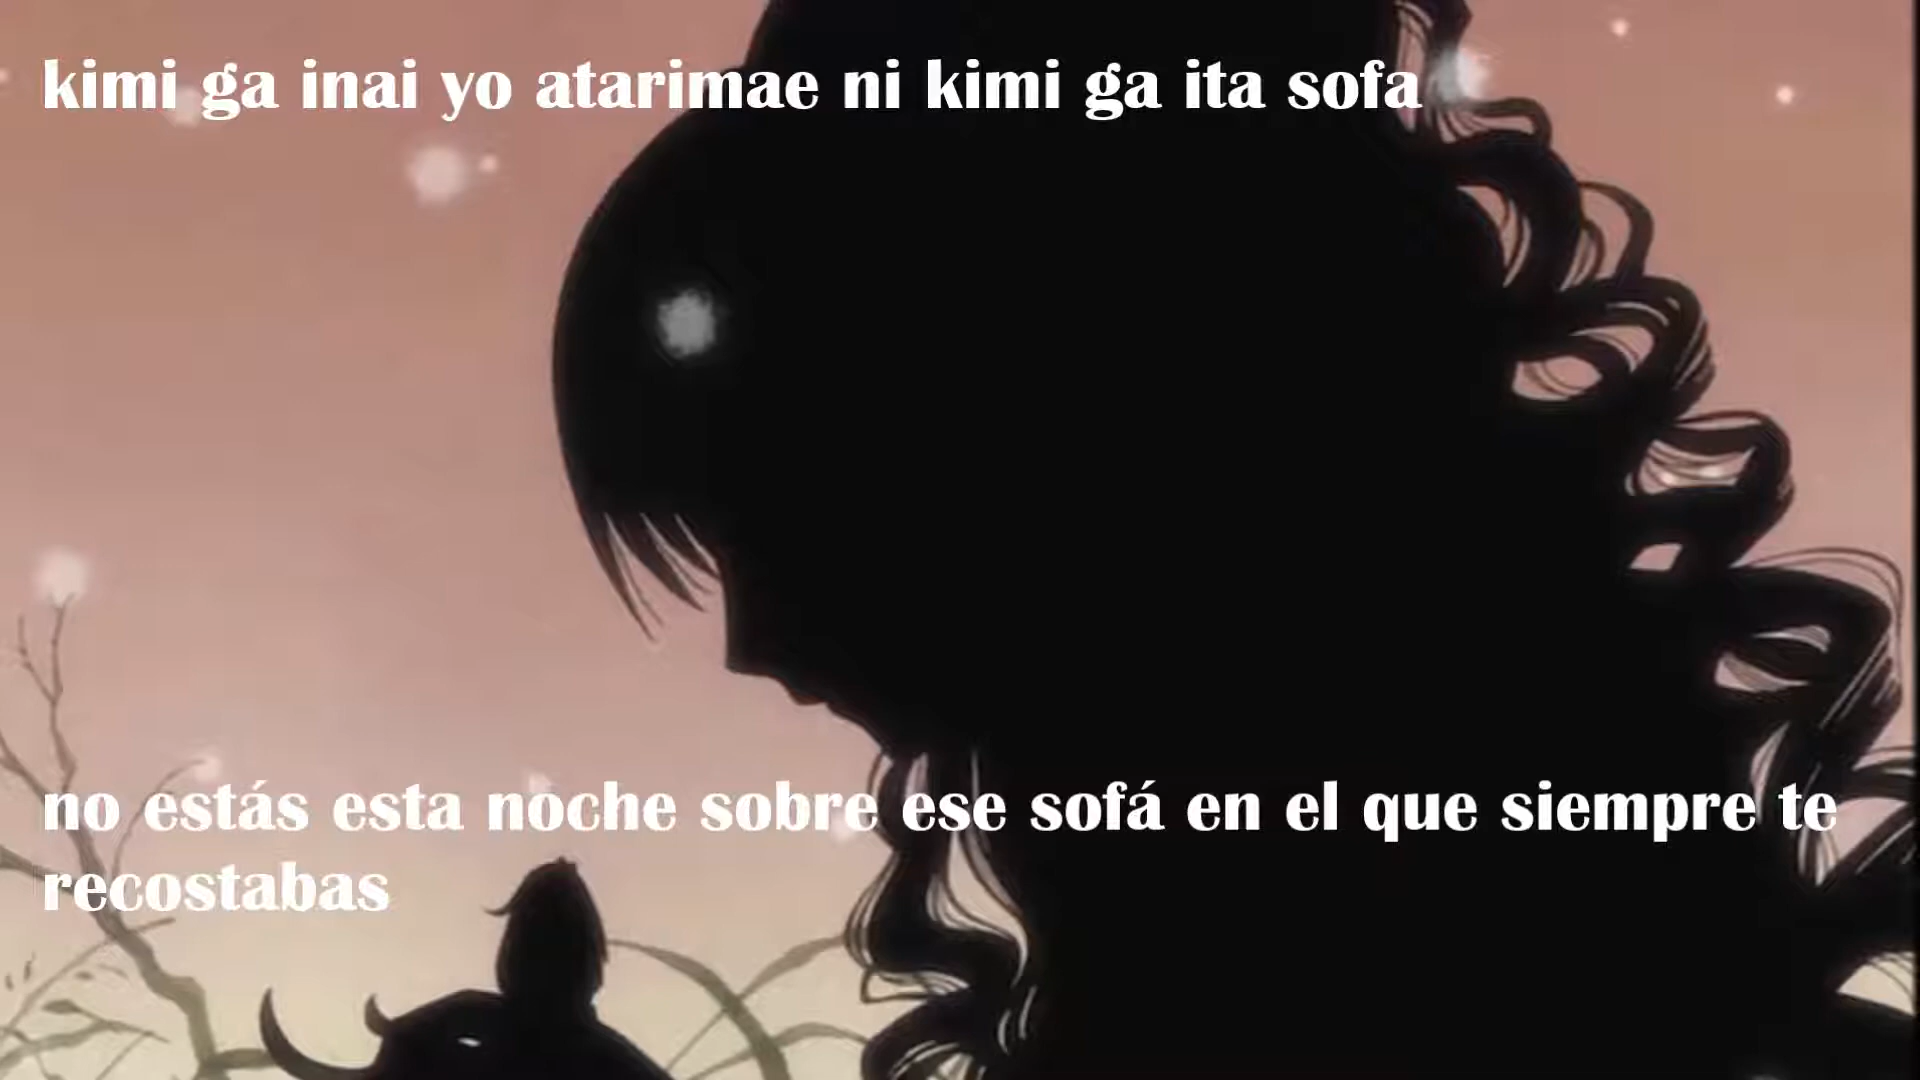 kimi ga inai yo atarimae ni kimi ga ita sofa
no estás esta noche sobre ese sofá en el que siempre te
recostabas